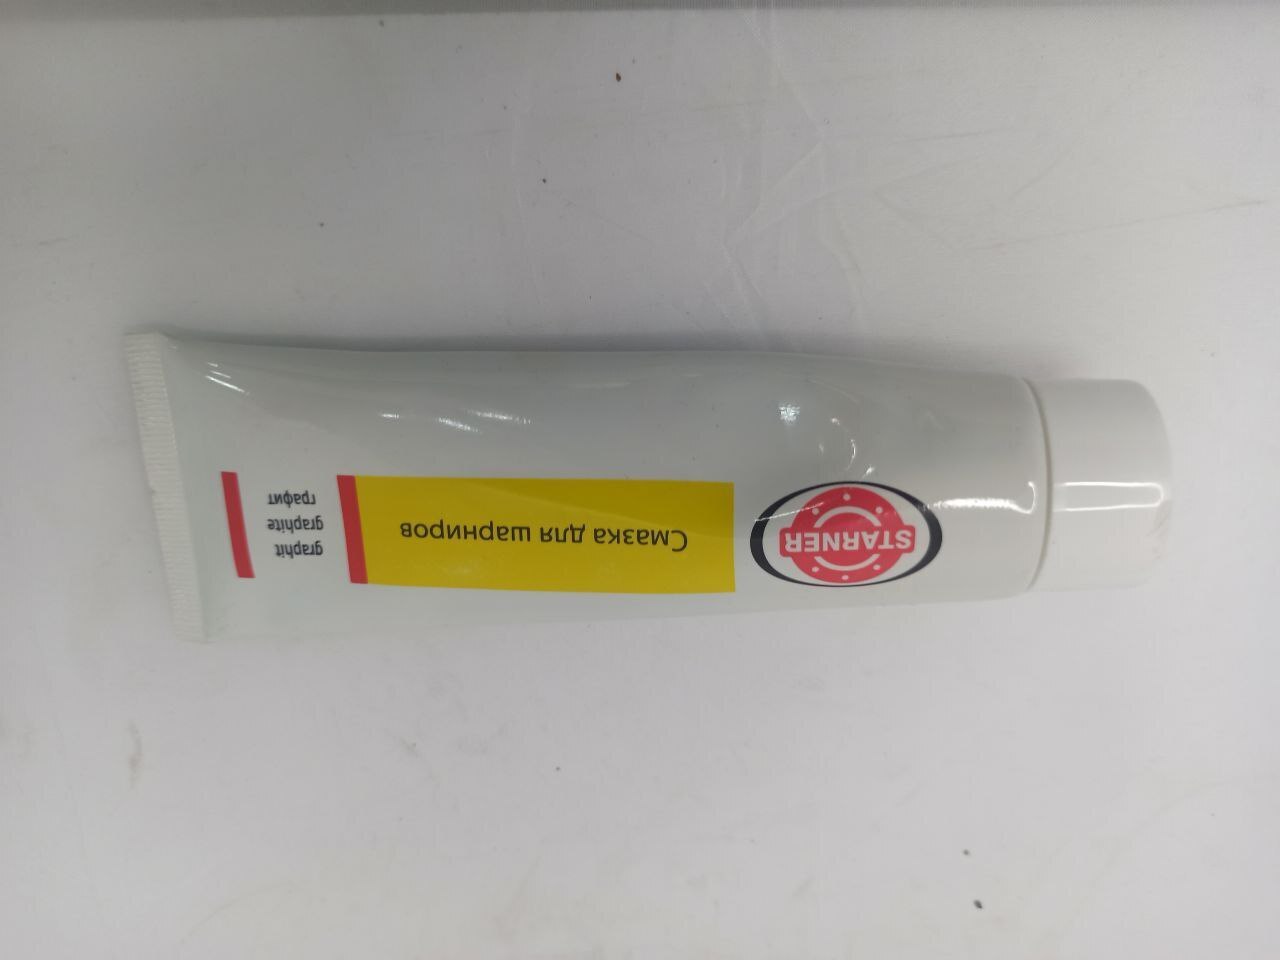 STARNER
Смазка для шарниров
graphit
graphite
графит